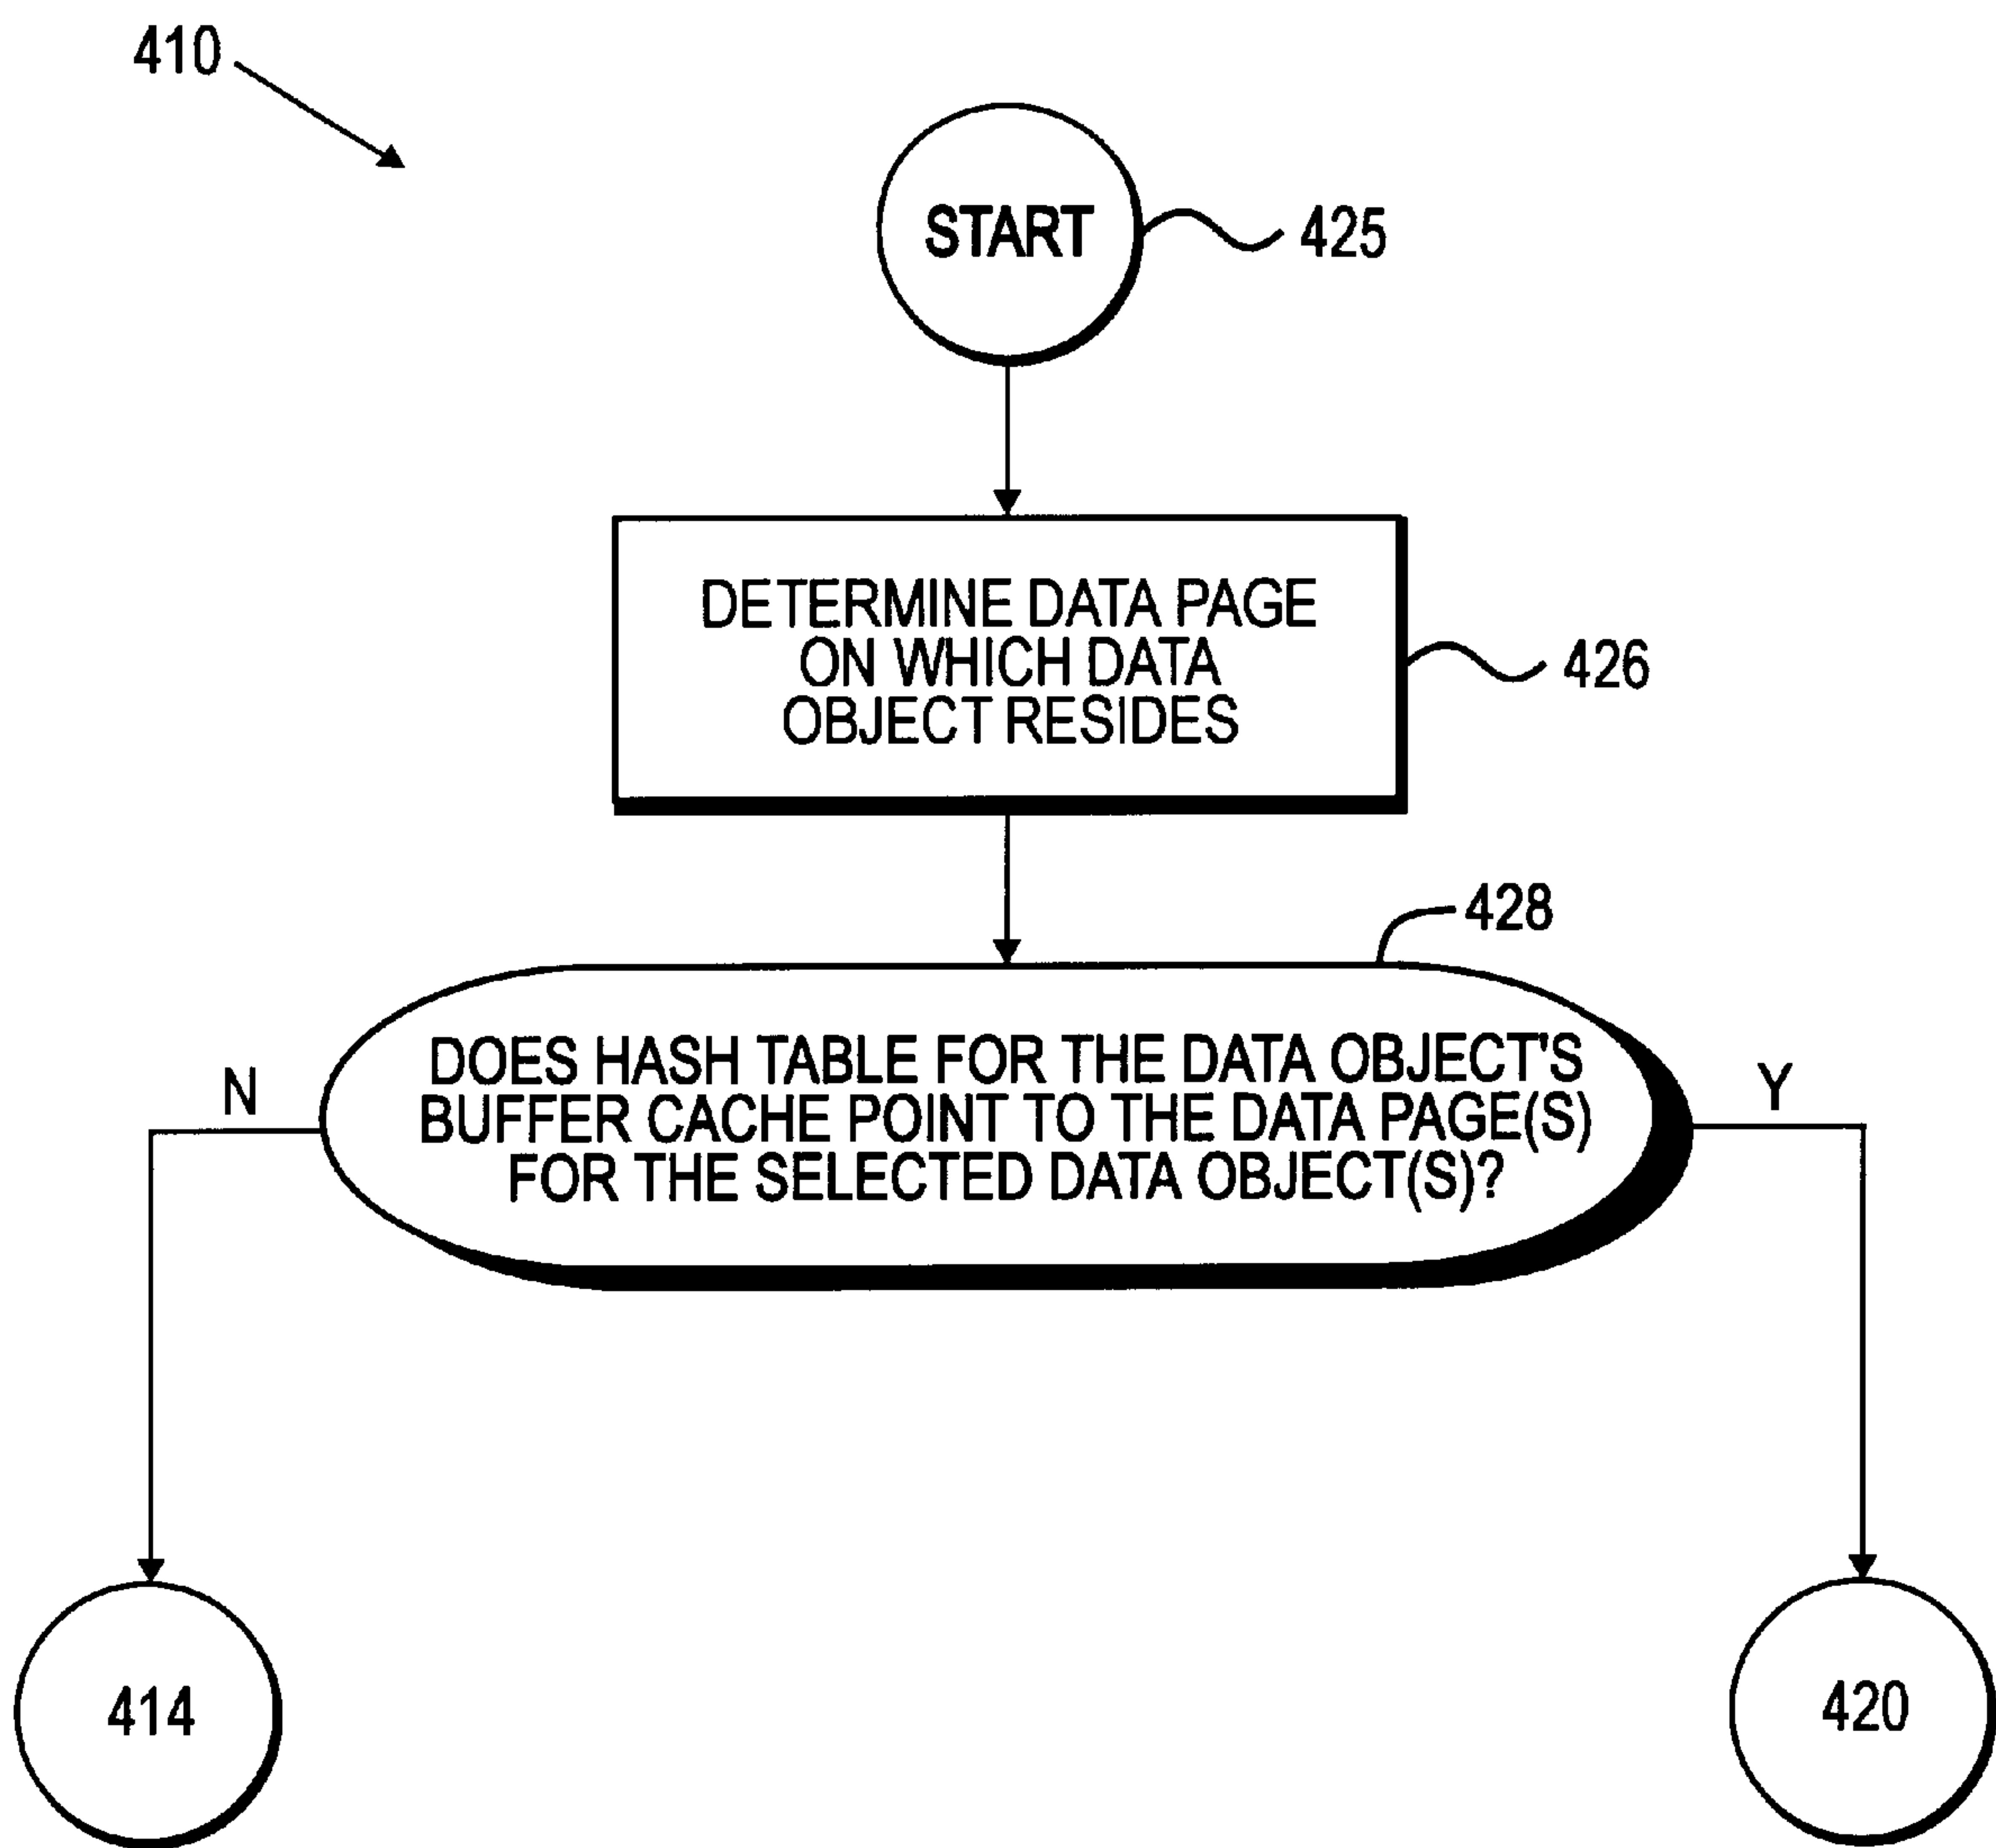 410
START
425
DETERMINE DATA PAGE
ON WHICH DATA
OBJECT RESIDES
426
428
DOES HASH TABLE FOR THE DATA OBJECT'S
BUFFER CACHE POINT TO THE DATA PAGE(S)
FOR THE SELECTED DATA OBJECT(S)?
N
Y
414
420